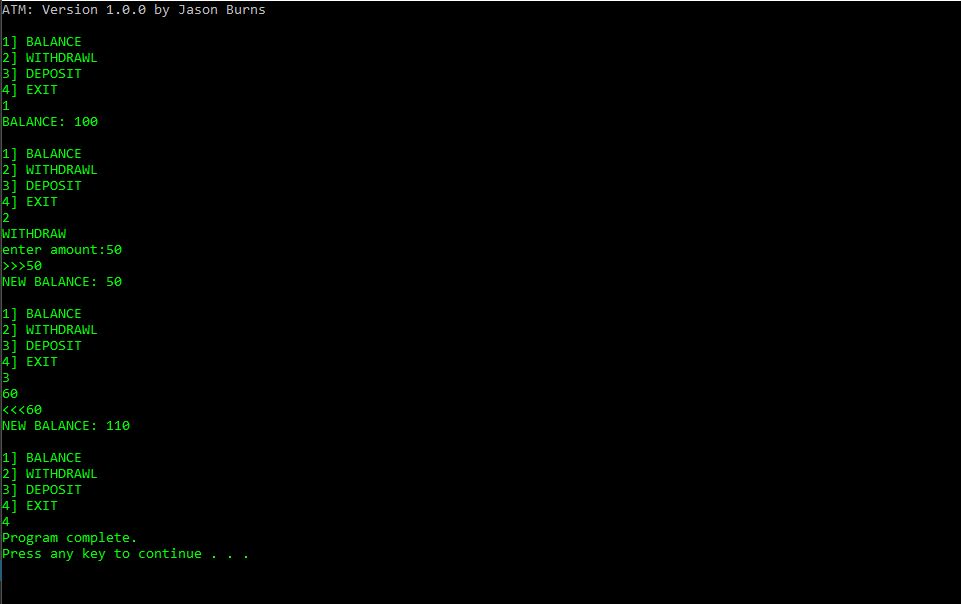 ATM: Version 1.0.0 by Jason Burns
1] BALANCE
2] WITHDRAWL
3] DEPOSIT
4] EXIT
1
BALANCE: 100
1] BALANCE
2] WITHDRAWL
3] DEPOSIT
4] EXIT
2
WITHDRAW
enter amount:50
>>>50
NEW BALANCE: 50
1] BALANCE
2] WITHDRAWL
3] DEPOSIT
4] EXIT
3
60
<<<60
NEW BALANCE: 110
1] BALANCE
2] WITHDRAWL
3] DEPOSIT
4] EXIT
4
Program complete.
Press any key to continue . . .